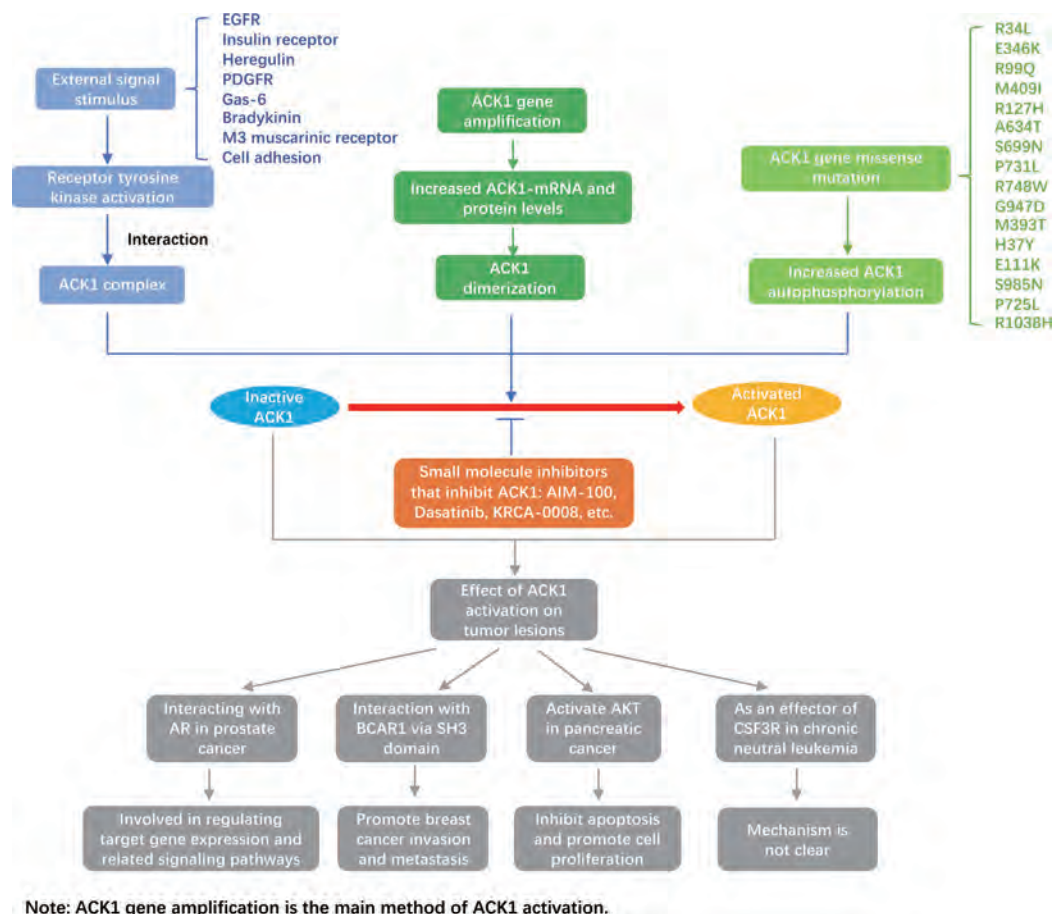 External signal
stimulus
EGFR
Insulin receptor
Heregulin
PDGFR
Gas-6
Bradykinin
M3 muscarinic receptor
Cell adhesion
Receptor tyrosine
kinase activation
Interaction
ACK1 complex
ACK1 gene
amplification
Increased ACK1-mRNA and
protein levels
ACK1
dimerization
ACK1 gene missense
mutation
Increased ACK1
autophosphorylation
R34L
E346K
R99Q
M409I
R127H
A634T
S699N
P731L
R748W
G947D
M393T
H37Y
E111K
S985N
P725L
R1038H
Inactive
ACK1
Activated
ACK1
Small molecule inhibitors
that inhibit ACK1: AIM-100,
Dasatinib, KRCA-0008, etc.
Effect of ACK1
activation on
tumor lesions
Interacting with
AR in prostate
cancer
Interaction with
BCAR1 via SH3
domain
Activate AKT
in pancreatic
cancer
As an effector of
CSF3R in chronic
neutral leukemia
Involved in regulating
target gene expression and
related signaling pathways
Promote breast
cancer invasion
and metastasis
Inhibit apoptosis
and promote cell
proliferation
Mechanism is
not clear
Note: ACK1 gene amplification is the main method of ACK1 activation.